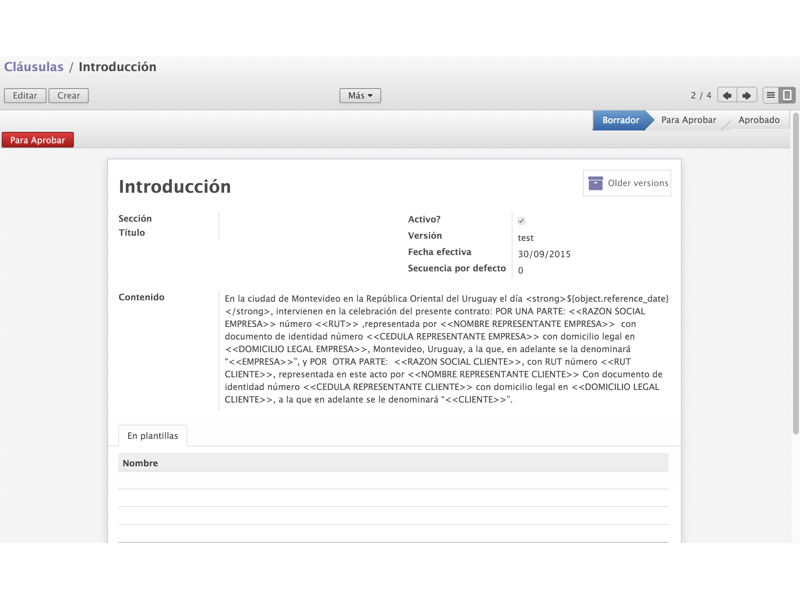 Cláusulas / Introducción
Editar Crear Más 2 / 4
Borrador Para Aprobar Aprobado
Para Aprobar
Introducción
Older versions
Sección
Título
Activo?
Versión test
Fecha efectiva 30/09/2015
Secuencia por defecto 0
Contenido
En la ciudad de Montevideo en la República Oriental del Uruguay el día <strong>${object.reference_date}
</strong>, intervienen en la celebración del presente contrato: POR UNA PARTE: <<RAZON SOCIAL
EMPRESA>> número <<RUT>> ,representada por <<NOMBRE REPRESENTANTE EMPRESA>>  con
documento de identidad número <<CEDULA REPRESENTANTE EMPRESA>> con domicilio legal en
<<DOMICILIO LEGAL EMPRESA>>, Montevideo, Uruguay, a la que, en adelante se la denominará
“<<EMPRESA>>”, y POR  OTRA PARTE:  <<RAZON SOCIAL CLIENTE>>, con RUT número <<RUT
CLIENTE>>, representada en este acto por <<NOMBRE REPRESENTANTE CLIENTE>> Con documento de
identidad número <<CEDULA REPRESENTANTE CLIENTE>> con domicilio legal en <<DOMICILIO LEGAL
CLIENTE>>, a la que en adelante se le denominará “<<CLIENTE>>”.
En plantillas
Nombre